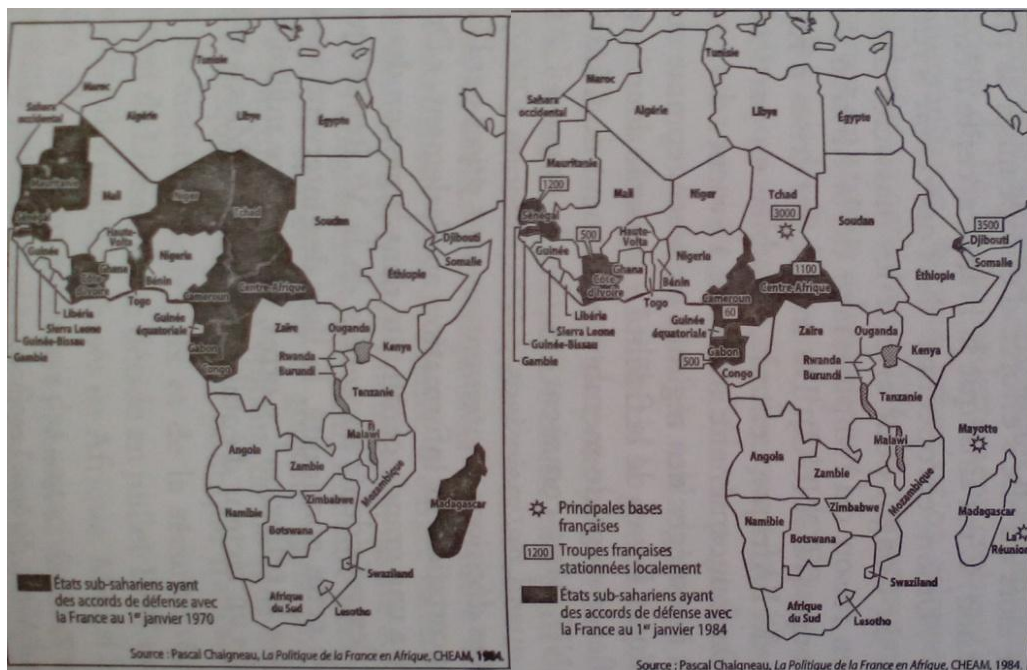 Tunisie
Maroc
Sahara
occidental
Algérie
Libye
Égypte
Mauritanie
Mali
Niger
Tchad
Soudan
Sénégal
Haute-
Volta
Guinée
Ghana
Côte
d'Ivoire
Nigeria
Bénin
Togo
Djibouti
Somalie
Éthiopie
Libéria
Sierra Leone
Guinée-Bissau
Gambie
Cameroun
Centre-Afrique
Guinée
équatoriale
Gabon
Congo
Zaïre
Ouganda
Kenya
Rwanda
Burundi
Tanzanie
Angola
Malawi
Zambie
Mozambique
Zimbabwe
Namibie
Botswana
Madagascar
Swaziland
Afrique
du Sud
Lesotho
États sub-sahariens ayant
des accords de défense avec
la France au 1er janvier 1970
Source : Pascal Chaigneau, La Politique de la France en Afrique, CHEAM, 1984.
Tunisie
Maroc
Sahara
occidental
Algérie
Libye
Égypte
Mauritanie
1200
Mali
Niger
Tchad
3000
Soudan
Sénégal
500
Haute-
Volta
Guinée
Ghana
Côte
d'Ivoire
Nigeria
Bénin
Togo
3500
Djibouti
Somalie
Éthiopie
1100
Centre-Afrique
Libéria
Sierra Leone
Guinée-Bissau
Gambie
Cameroun
60
Guinée
équatoriale
Gabon
500
Congo
Zaïre
Ouganda
Kenya
Rwanda
Burundi
Tanzanie
Angola
Malawi
Mayotte
Zambie
Mozambique
Zimbabwe
Namibie
Botswana
Madagascar
La
Réunion
Swaziland
Afrique
du Sud
Lesotho
Principales bases
françaises
1200
Troupes françaises
stationnées localement
États sub-sahariens ayant
des accords de défense avec
la France au 1er janvier 1984
Source : Pascal Chaigneau, La Politique de la France en Afrique, CHEAM, 1984.